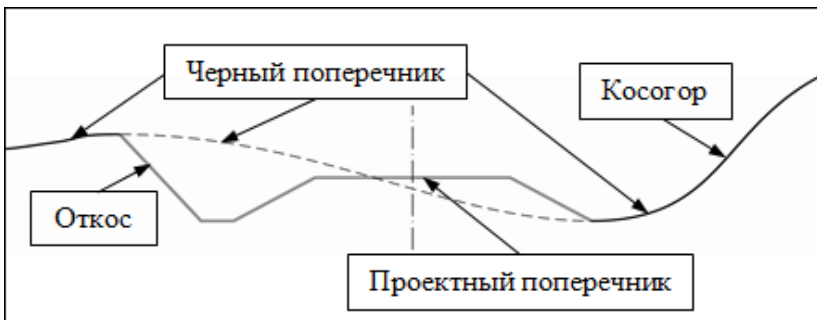 Черный поперечник
Косогор
Откос
Проектный поперечник